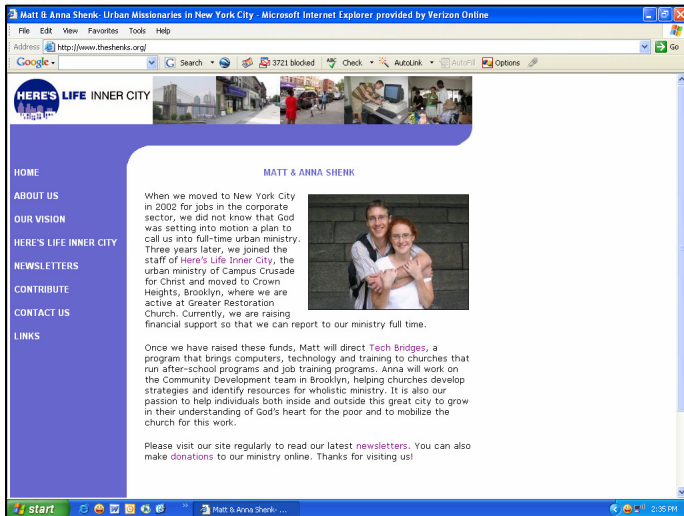 Matt & Anna Shenk- Urban Missionaries in New York City - Microsoft Internet Explorer provided by Verizon Online
File Edit View Favorites Tools Help
Address http://www.theshenks.org/ Go
Google - Search 3721 blocked ABC Check AutoLink AutoFill Options
HERE'S LIFE INNER CITY
HOME
ABOUT US
OUR VISION
HERE'S LIFE INNER CITY
NEWSLETTERS
CONTRIBUTE
CONTACT US
LINKS
MATT & ANNA SHENK
When we moved to New York City
in 2002 for jobs in the corporate
sector, we did not know that God
was setting into motion a plan to
call us into full-time urban ministry.
Three years later, we joined the
staff of Here's Life Inner City, the
urban ministry of Campus Crusade
for Christ and moved to Crown
Heights, Brooklyn, where we are
active at Greater Restoration
Church. Currently, we are raising
financial support so that we can report to our ministry full time.
Once we have raised these funds, Matt will direct Tech Bridges, a
program that brings computers, technology and training to churches that
run after-school programs and job training programs. Anna will work on
the Community Development team in Brooklyn, helping churches develop
strategies and identify resources for wholistic ministry. It is also our
passion to help individuals both inside and outside this great city to grow
in their understanding of God's heart for the poor and to mobilize the
church for this work.
Please visit our site regularly to read our latest newsletters. You can also
make donations to our ministry online. Thanks for visiting us!
start Matt & Anna Shenk- ... 2:35 PM